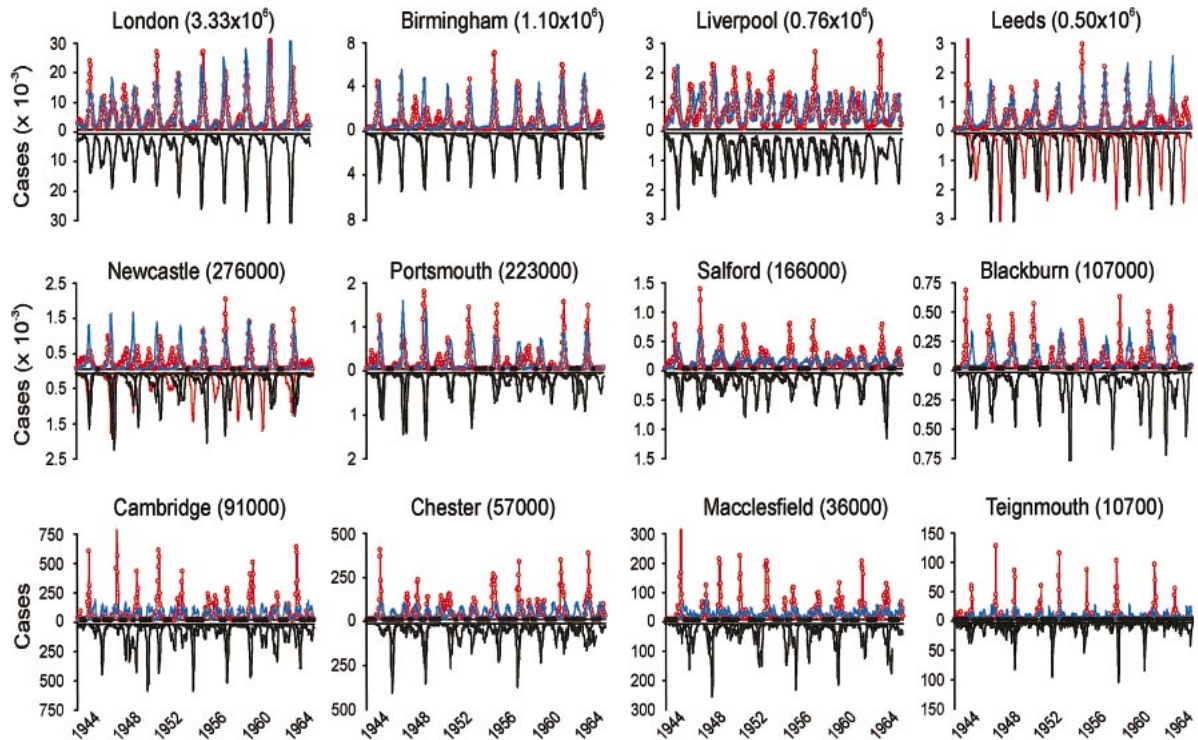 London (3.33x10⁶) Birmingham (1.10x10⁶) Liverpool (0.76x10⁶) Leeds (0.50x10⁶)
Cases (x 10⁻³)
30 8 3 3
20 2 2
10 4 1 1
0 0 0 0
10 4 1 1
20 2 2
30 8 3 3
Newcastle (276000) Portsmouth (223000) Salford (166000) Blackburn (107000)
Cases (x 10⁻³)
2.5 2 1.5 0.75
1.5 1 1.0 0.50
0.5 0.5 0.25
0 0 0
0.5 0.5 0.25
1.5 1 1.0 0.50
2.5 2 1.5 0.75
Cambridge (91000) Chester (57000) Macclesfield (36000) Teignmouth (10700)
Cases
750 500 300 150
500 250 200 100
250 100 50
0 0 0 0
250 100 50
500 250 200 100
750 500 300 150
1944 1948 1952 1956 1960 1964 1944 1948 1952 1956 1960 1964 1944 1948 1952 1956 1960 1964 1944 1948 1952 1956 1960 1964